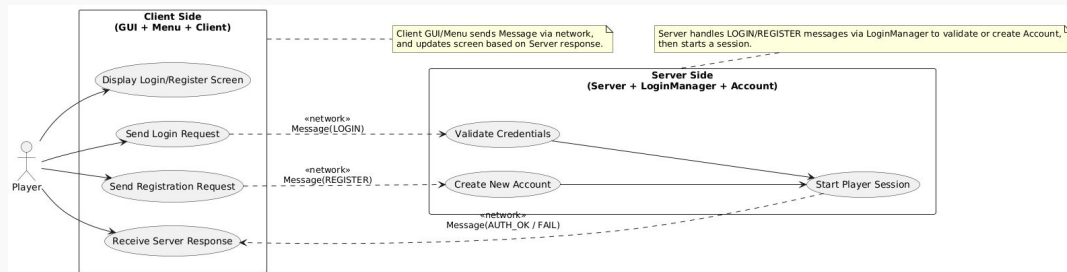 Client Side
(GUI + Menu + Client)
Client GUI/Menu sends Message via network,
and updates screen based on Server response.
Server handles LOGIN/REGISTER messages via LoginManager to validate or create Account,
then starts a session.
Server Side
(Server + LoginManager + Account)
Display Login/Register Screen
«network»
Message(LOGIN)
Send Login Request
Validate Credentials
«network»
Message(REGISTER)
Player
Send Registration Request
Create New Account
Start Player Session
«network»
Message(AUTH_OK / FAIL)
Receive Server Response